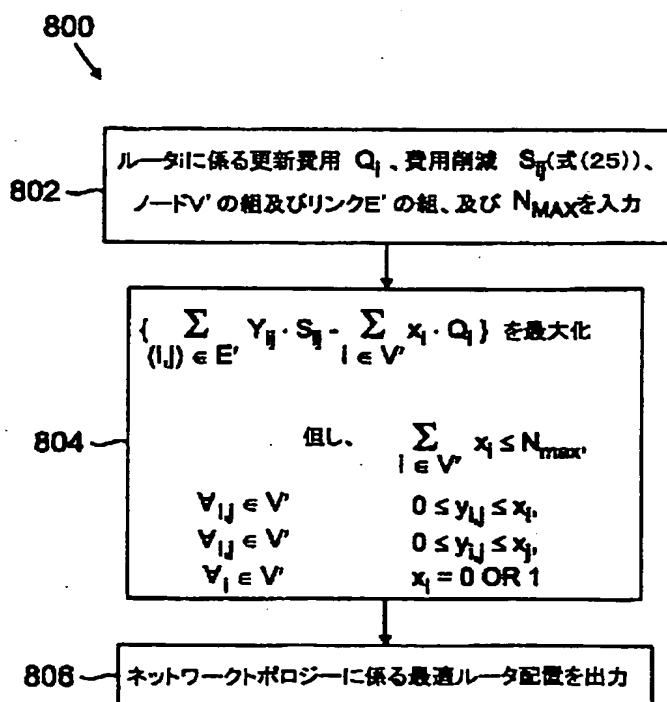 800
802
ルータiに係る更新費用 Qi、費用削減 Sij(式(25))、
ノードV'の組及びリンクE'の組、及び NMAXを入力
804
{ ∑ Yij · Sij - ∑ xi · Qi } を最大化
(i,j) ∈ E' i ∈ V'
但し、 ∑ xi ≤ Nmax,
i ∈ V'
∀i,j ∈ V' 0 ≤ yi,j ≤ xi,
∀i,j ∈ V' 0 ≤ yi,j ≤ xj,
∀i ∈ V' xi = 0 OR 1
806
ネットワークトポロジーに係る最適ルータ配置を出力